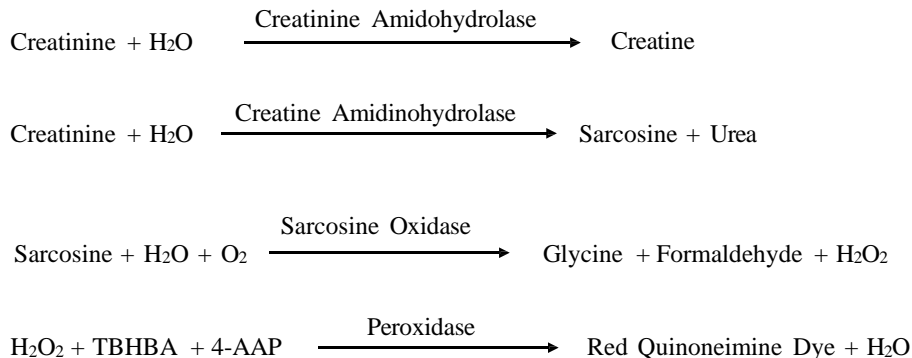 Creatinine Amidohydrolase
Creatinine + H2O Creatine
Creatine Amidinohydrolase
Creatinine + H2O Sarcosine + Urea
Sarcosine Oxidase
Sarcosine + H2O + O2 Glycine + Formaldehyde + H2O2
Peroxidase
H2O2 + TBHBA + 4-AAP Red Quinoneimine Dye + H2O